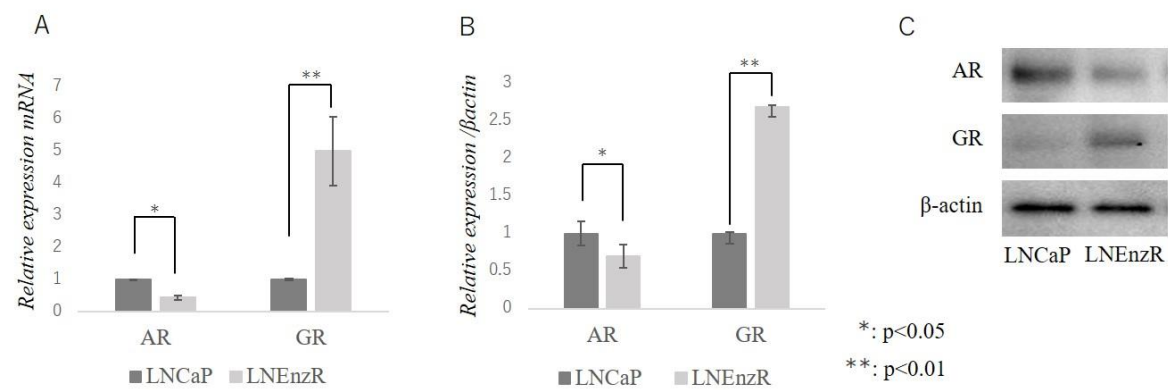 A
Relative expression mRNA
7
6
5
4
3
2
1
0
*
**
AR
GR
LNCaP
LNEnzR
B
Relative expression /βactin
3
2.5
2
1.5
1
0.5
0
*
**
AR
GR
LNCaP
LNEnzR
C
AR
GR
β-actin
LNCaP LNEnzR
*: p<0.05
**: p<0.01